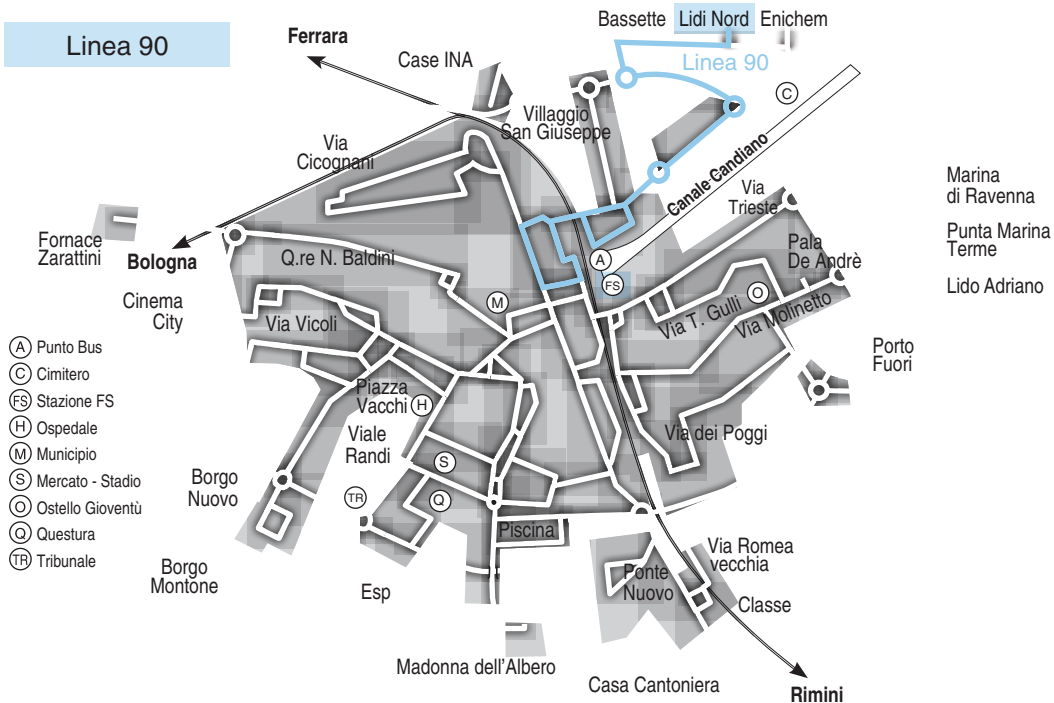 Linea 90
Ferrara
Case INA
Bassette
Lidi Nord
Enichem
Linea 90
C
Villaggio
San Giuseppe
Via
Cicognani
Canale Candiano
Via
Trieste
Marina
di Ravenna
Punta Marina
Terme
Lido Adriano
Fornace
Zarattini
Bologna
Q.re N. Baldini
A
FS
Pala
De Andrè
Cinema
City
M
O
Via T. Gulli
Via Molinetto
Via Vicoli
Porto
Fuori
A Punto Bus
C Cimitero
FS Stazione FS
H Ospedale
M Municipio
S Mercato - Stadio
O Ostello Gioventù
Q Questura
TR Tribunale
Piazza
Vacchi
H
Viale
Randi
Via dei Poggi
S
Borgo
Nuovo
TR
Q
Piscina
Borgo
Montone
Esp
Via Romea
vecchia
Ponte
Nuovo
Classe
Madonna dell'Albero
Casa Cantoniera
Rimini